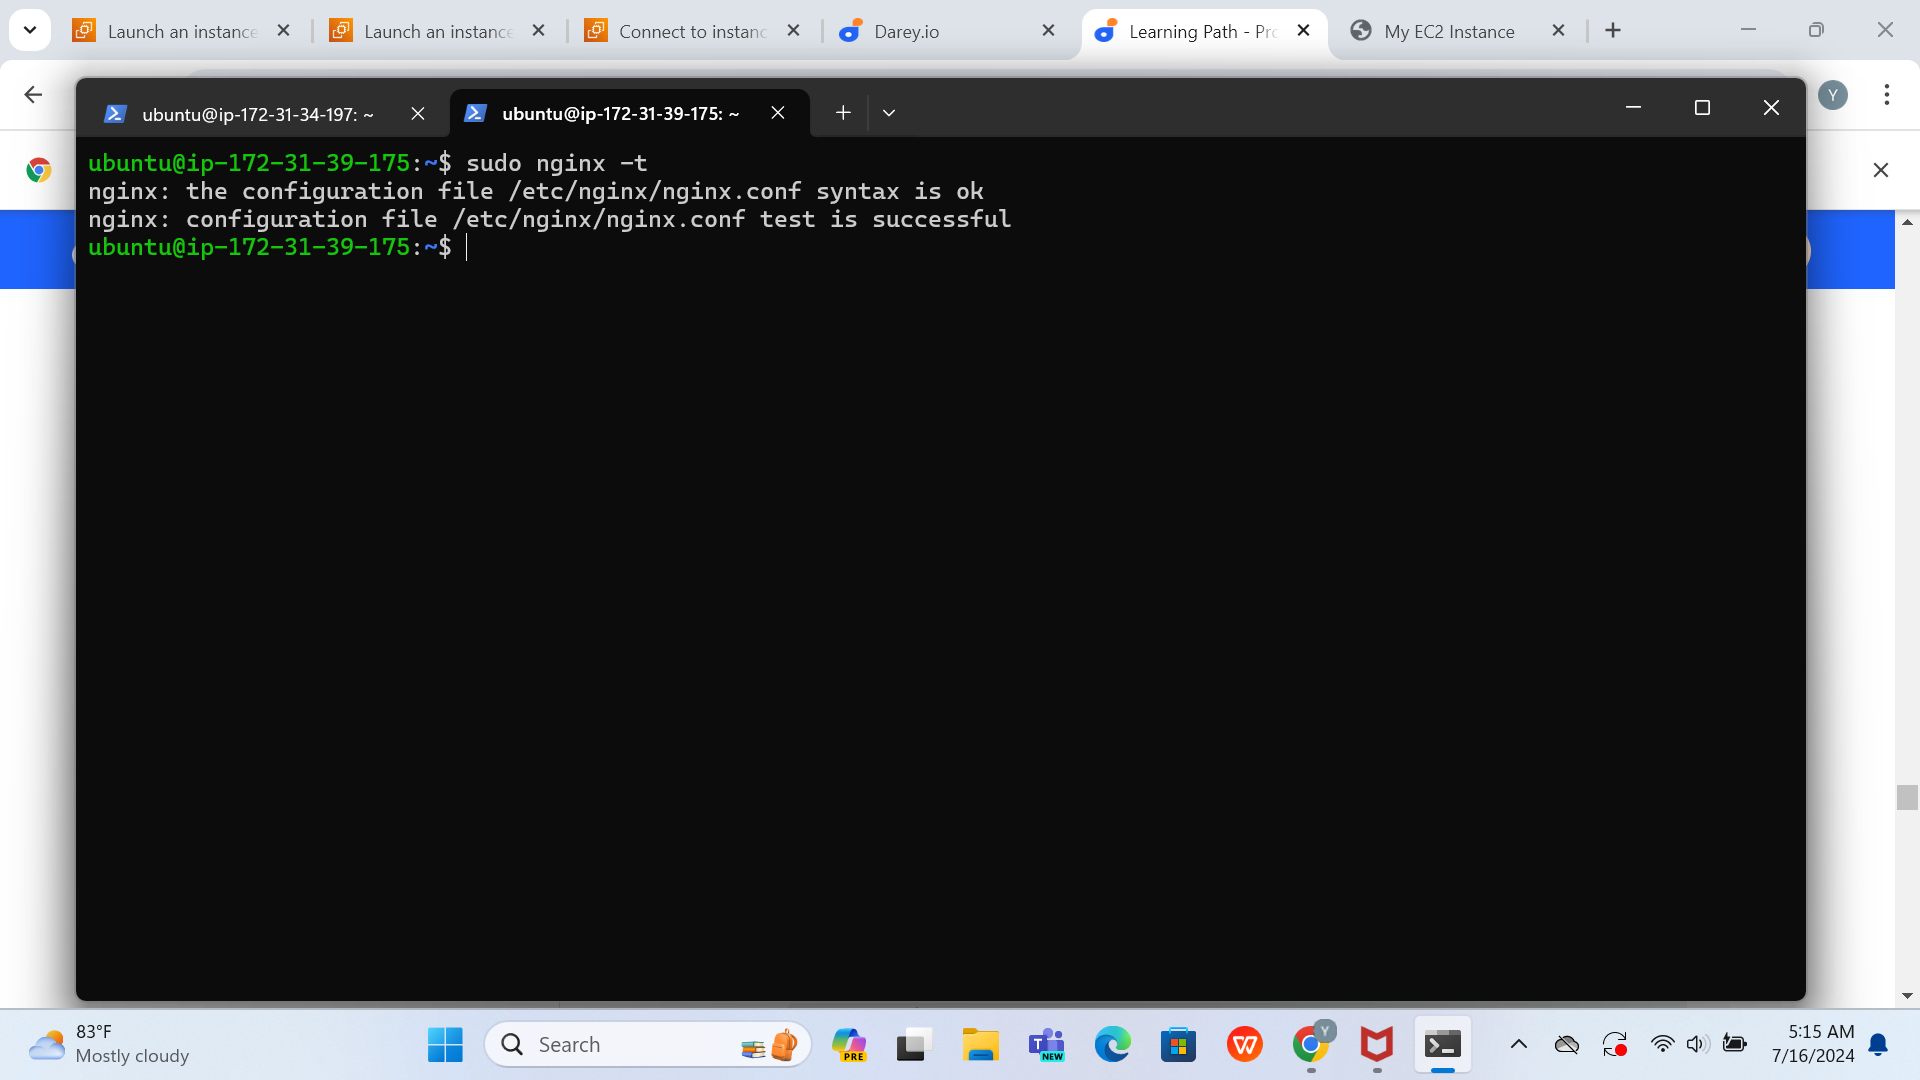 Launch an instance
Launch an instance
Connect to instanc
Darey.io
Learning Path - Pro
My EC2 Instance
Y
ubuntu@ip-172-31-34-197: ~
ubuntu@ip-172-31-39-175: ~
ubuntu@ip-172-31-39-175:~$ sudo nginx -t
nginx: the configuration file /etc/nginx/nginx.conf syntax is ok
nginx: configuration file /etc/nginx/nginx.conf test is successful
ubuntu@ip-172-31-39-175:~$
83°F
Mostly cloudy
Search
PRE
T
NEW
W
Y
5:15 AM
7/16/2024